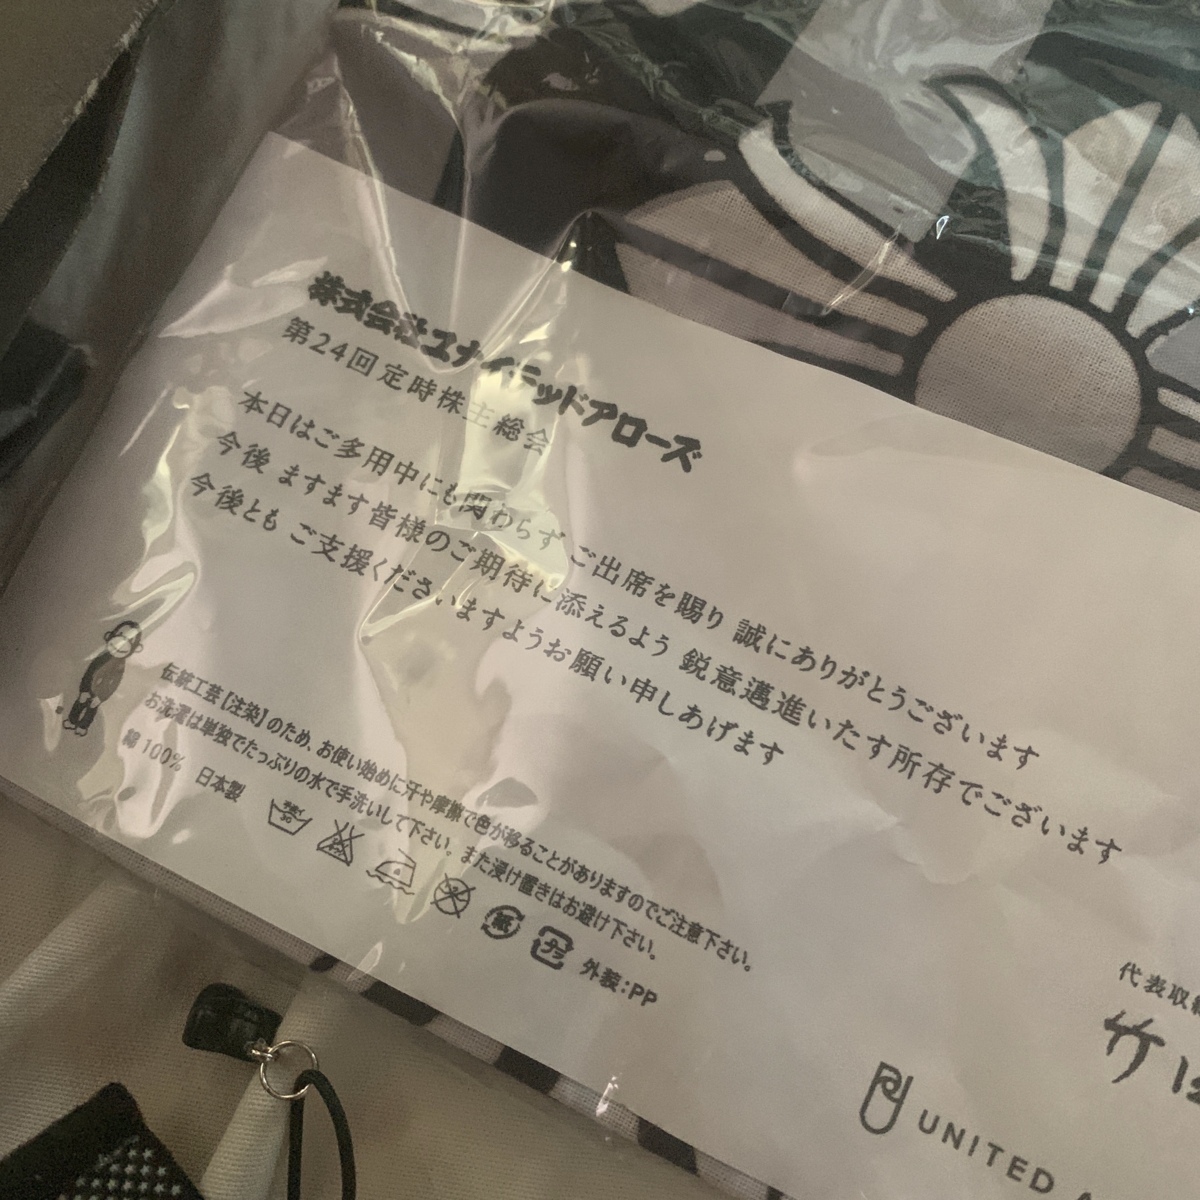 株式会社ユナイテッドアローズ
第24回定時株主総会
本日はご多用中にも関わらず ご出席を賜り 誠にありがとうございます
今後 ますます皆様のご期待に添えるよう 鋭意邁進いたす所存でございます
今後とも ご支援くださいますようお願い申しあげます
伝統工芸【注染】のため、お使い始めに汗や摩擦で色が移ることがありますのでご注意下さい。
お洗濯は単独でたっぷりの水で手洗いして下さい。また浸け置きはお避け下さい。
綿100% 日本製
紙 プラ 外装:PP
代表取締
竹
UNITED A